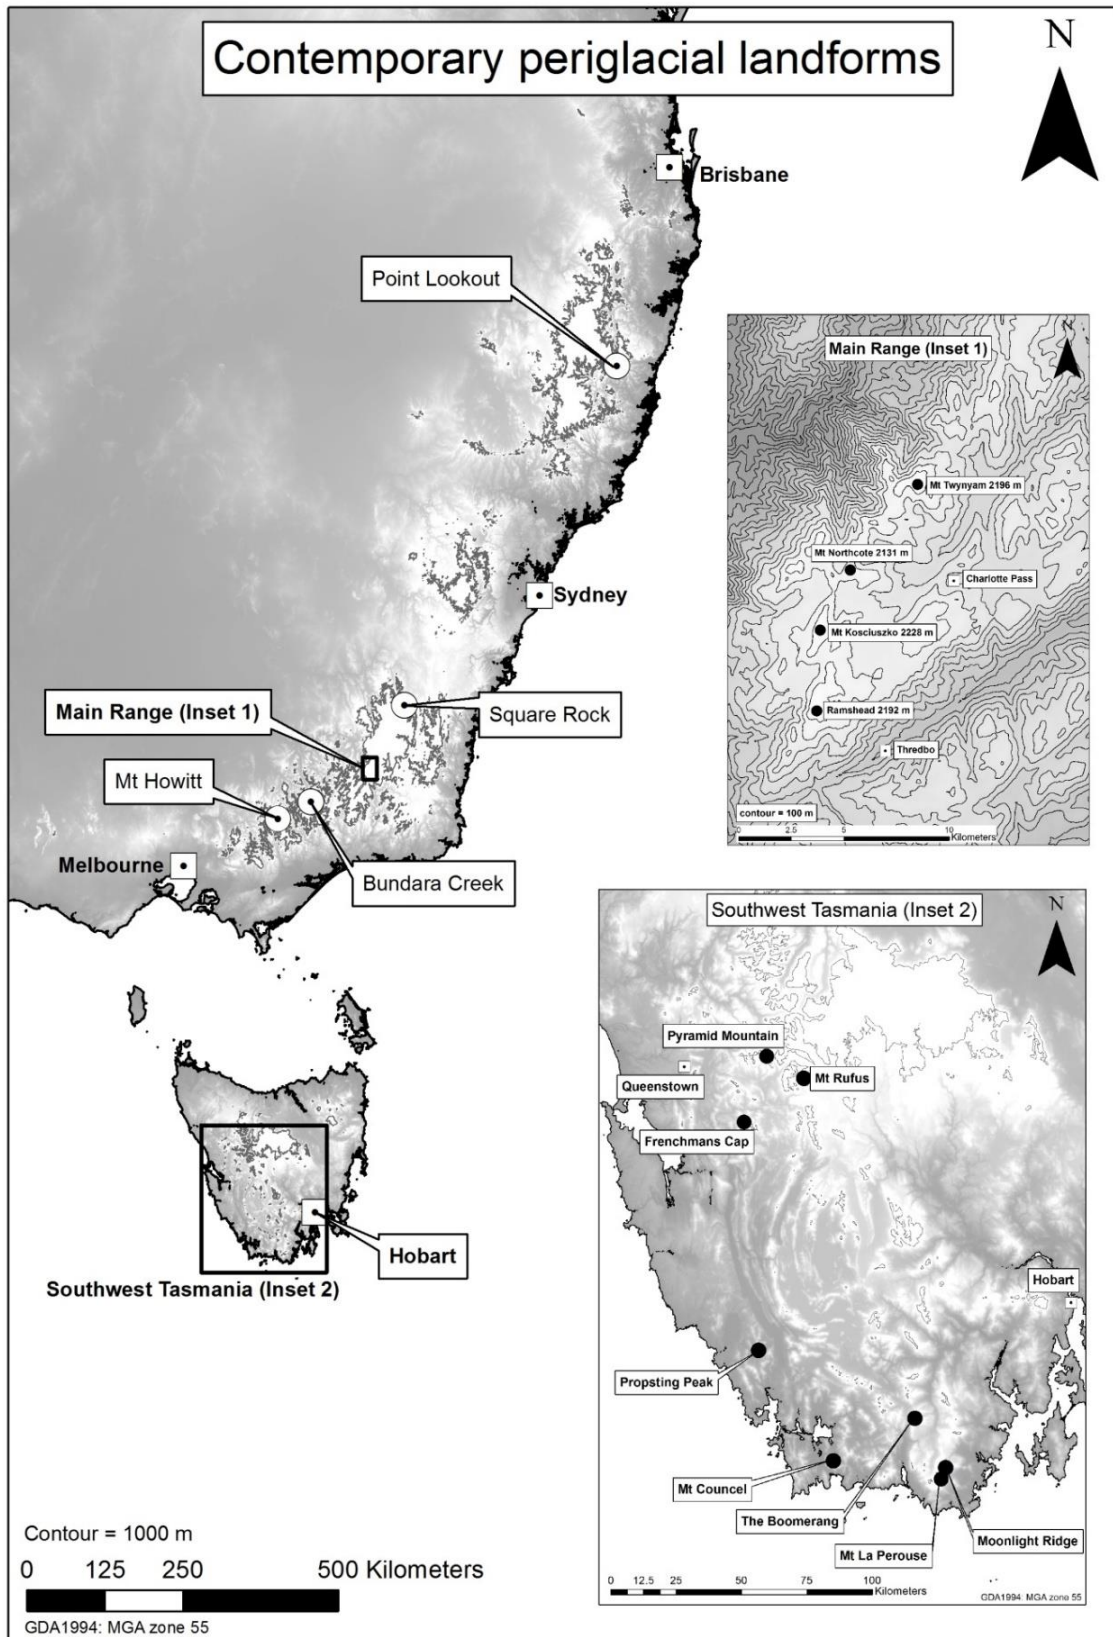 Contemporary periglacial landforms
N
Brisbane
Point Lookout
Sydney
Main Range (Inset 1)
Square Rock
Mt Howitt
Melbourne
Bundara Creek
Hobart
Southwest Tasmania (Inset 2)
Contour = 1000 m
0 125 250 500 Kilometers
GDA1994: MGA zone 55
N
Main Range (Inset 1)
Mt Twynyam 2196 m
Mt Northcote 2131 m
Charlotte Pass
Mt Kosciuszko 2228 m
Ramshead 2192 m
Thredbo
contour = 100 m
0 2.5 5 10 Kilometers
Southwest Tasmania (Inset 2)
N
Pyramid Mountain
Queenstown
Mt Rufus
Frenchmans Cap
Hobart
Propsting Peak
Mt Councel
The Boomerang
Mt La Perouse
Moonlight Ridge
0 12.5 25 50 75 100 Kilometers
GDA1994: MGA zone 55